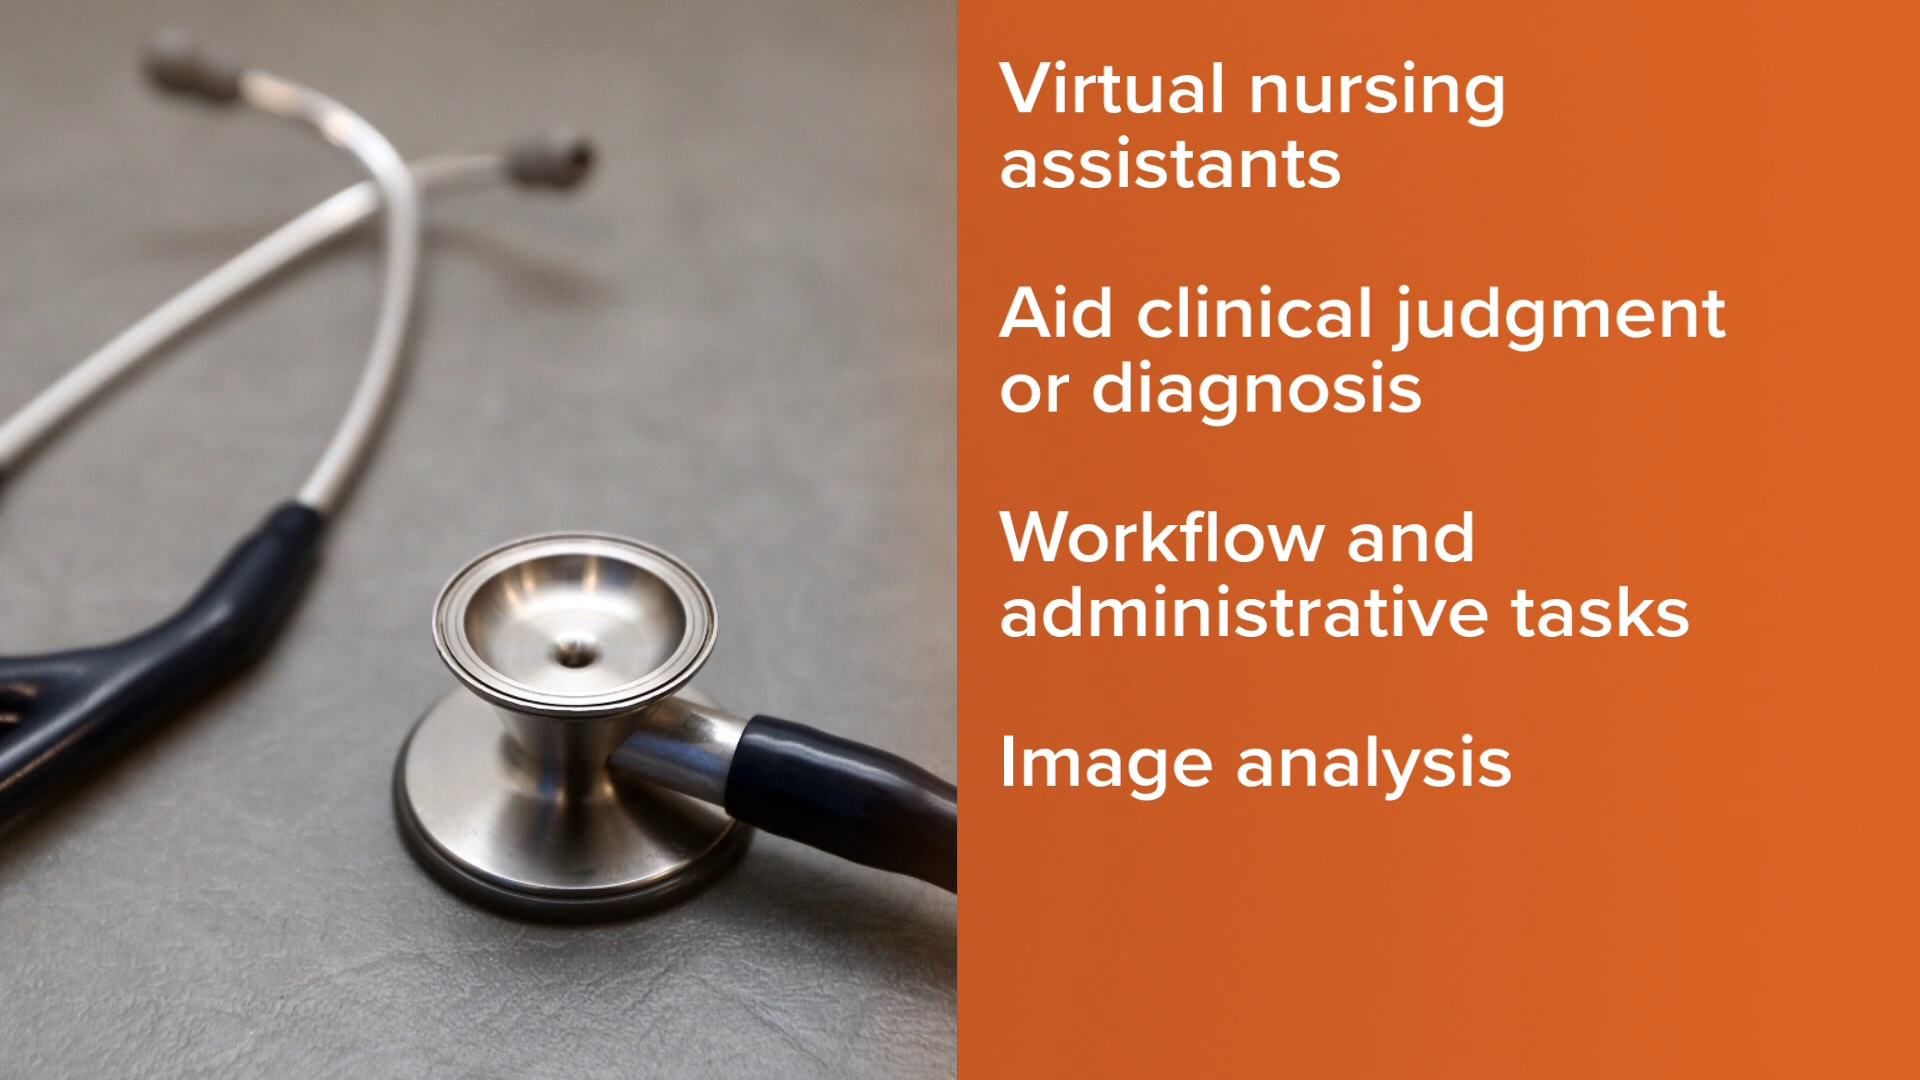 Virtual nursing
assistants
Aid clinical judgment
or diagnosis
Workflow and
administrative tasks
Image analysis